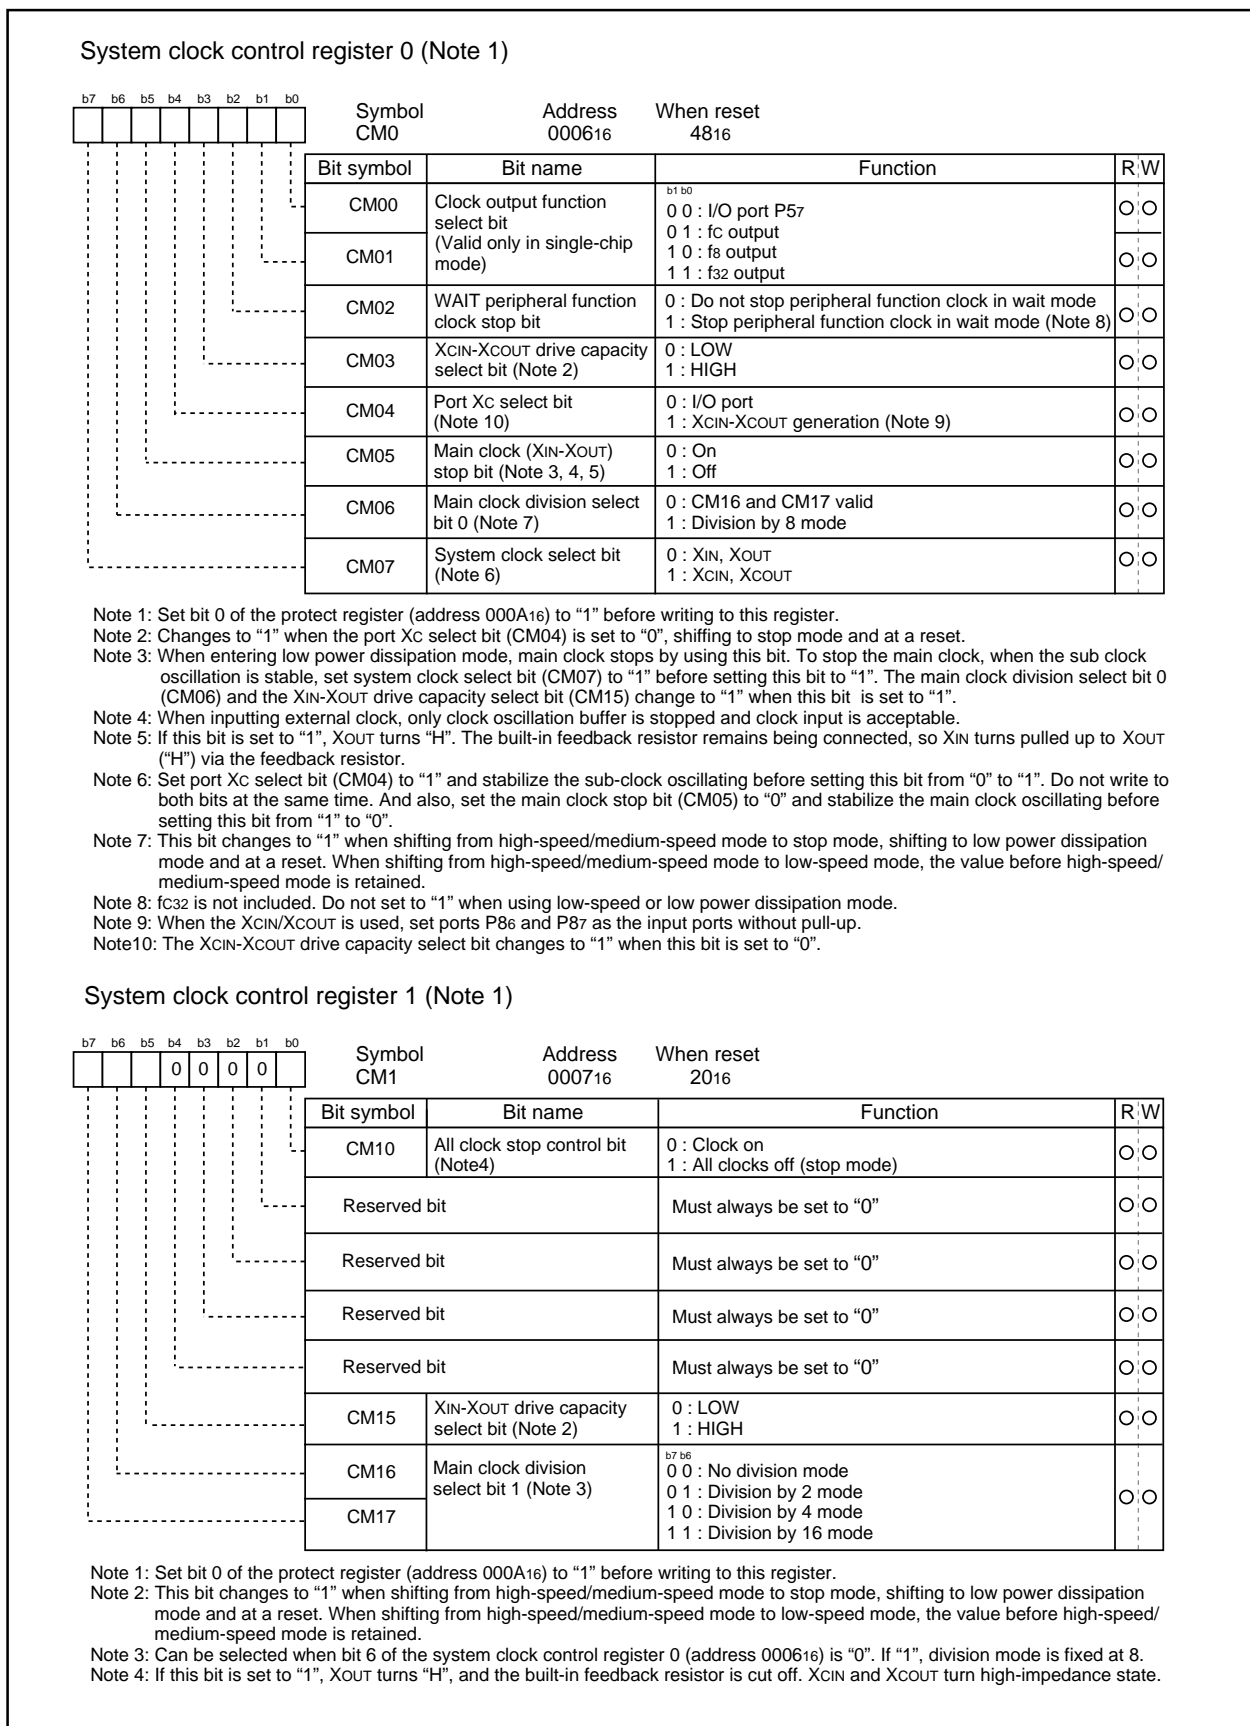 System clock control register 0 (Note 1)
b7 b6 b5 b4 b3 b2 b1 b0
Symbol Address When reset
CM0 000616 4816
Bit symbol Bit name Function R W
CM00 Clock output function select bit (Valid only in single-chip mode)
b1 b0
0 0 : I/O port P57
0 1 : fC output
1 0 : f8 output
1 1 : f32 output
CM01
CM02 WAIT peripheral function clock stop bit
0 : Do not stop peripheral function clock in wait mode
1 : Stop peripheral function clock in wait mode (Note 8)
CM03 XCIN-XCOUT drive capacity select bit (Note 2)
0 : LOW
1 : HIGH
CM04 Port XC select bit (Note 10)
0 : I/O port
1 : XCIN-XCOUT generation (Note 9)
CM05 Main clock (XIN-XOUT) stop bit (Note 3, 4, 5)
0 : On
1 : Off
CM06 Main clock division select bit 0 (Note 7)
0 : CM16 and CM17 valid
1 : Division by 8 mode
CM07 System clock select bit (Note 6)
0 : XIN, XOUT
1 : XCIN, XCOUT
Note 1: Set bit 0 of the protect register (address 000A16) to “1” before writing to this register.
Note 2: Changes to “1” when the port XC select bit (CM04) is set to “0”, shiffing to stop mode and at a reset.
Note 3: When entering low power dissipation mode, main clock stops by using this bit. To stop the main clock, when the sub clock
oscillation is stable, set system clock select bit (CM07) to “1” before setting this bit to “1”. The main clock division select bit 0
(CM06) and the XIN-XOUT drive capacity select bit (CM15) change to “1” when this bit is set to “1”.
Note 4: When inputting external clock, only clock oscillation buffer is stopped and clock input is acceptable.
Note 5: If this bit is set to “1”, XOUT turns “H”. The built-in feedback resistor remains being connected, so XIN turns pulled up to XOUT
(“H”) via the feedback resistor.
Note 6: Set port XC select bit (CM04) to “1” and stabilize the sub-clock oscillating before setting this bit from “0” to “1”. Do not write to
both bits at the same time. And also, set the main clock stop bit (CM05) to “0” and stabilize the main clock oscillating before
setting this bit from “1” to “0”.
Note 7: This bit changes to “1” when shifting from high-speed/medium-speed mode to stop mode, shifting to low power dissipation
mode and at a reset. When shifting from high-speed/medium-speed mode to low-speed mode, the value before high-speed/
medium-speed mode is retained.
Note 8: fC32 is not included. Do not set to “1” when using low-speed or low power dissipation mode.
Note 9: When the XCIN/XCOUT is used, set ports P86 and P87 as the input ports without pull-up.
Note10: The XCIN-XCOUT drive capacity select bit changes to “1” when this bit is set to “0”.
System clock control register 1 (Note 1)
b7 b6 b5 b4 b3 b2 b1 b0
0 0 0 0
Symbol Address When reset
CM1 000716 2016
Bit symbol Bit name Function R W
CM10 All clock stop control bit (Note4)
0 : Clock on
1 : All clocks off (stop mode)
Reserved bit Must always be set to “0”
Reserved bit Must always be set to “0”
Reserved bit Must always be set to “0”
Reserved bit Must always be set to “0”
CM15 XIN-XOUT drive capacity select bit (Note 2)
0 : LOW
1 : HIGH
CM16 Main clock division select bit 1 (Note 3)
b7 b6
0 0 : No division mode
0 1 : Division by 2 mode
1 0 : Division by 4 mode
1 1 : Division by 16 mode
CM17
Note 1: Set bit 0 of the protect register (address 000A16) to “1” before writing to this register.
Note 2: This bit changes to “1” when shifting from high-speed/medium-speed mode to stop mode, shifting to low power dissipation
mode and at a reset. When shifting from high-speed/medium-speed mode to low-speed mode, the value before high-speed/
medium-speed mode is retained.
Note 3: Can be selected when bit 6 of the system clock control register 0 (address 000616) is “0”. If “1”, division mode is fixed at 8.
Note 4: If this bit is set to “1”, XOUT turns “H”, and the built-in feedback resistor is cut off. XCIN and XCOUT turn high-impedance state.